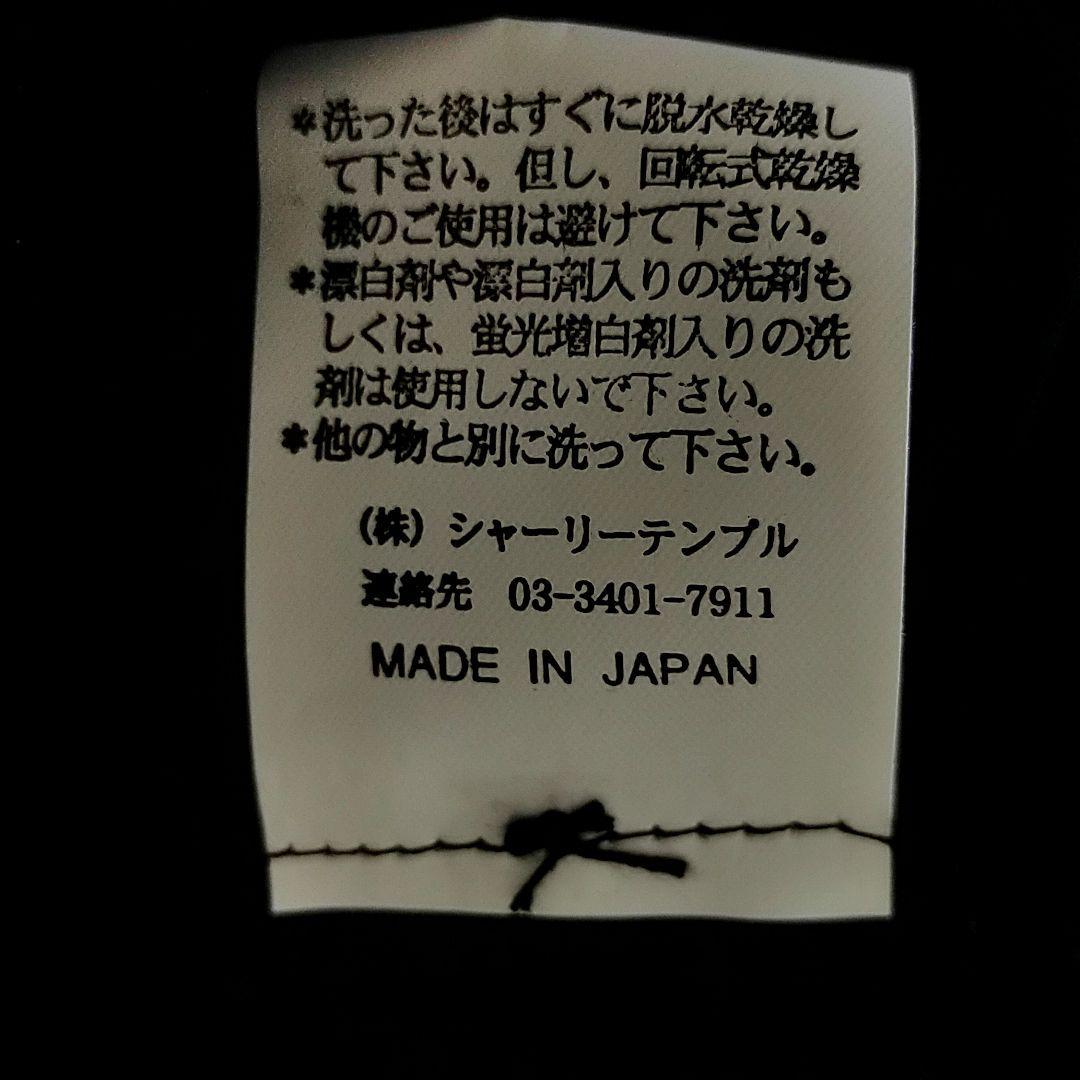 *洗った後はすぐに脱水乾燥し
て下さい。但し、回転式乾燥
機のご使用は避けて下さい。
*漂白剤や漂白剤入りの洗剤も
しくは、蛍光増白剤入りの洗
剤は使用しないで下さい。
*他の物と別に洗って下さい。
(株) シャーリーテンプル
連絡先 03-3401-7911
MADE IN JAPAN